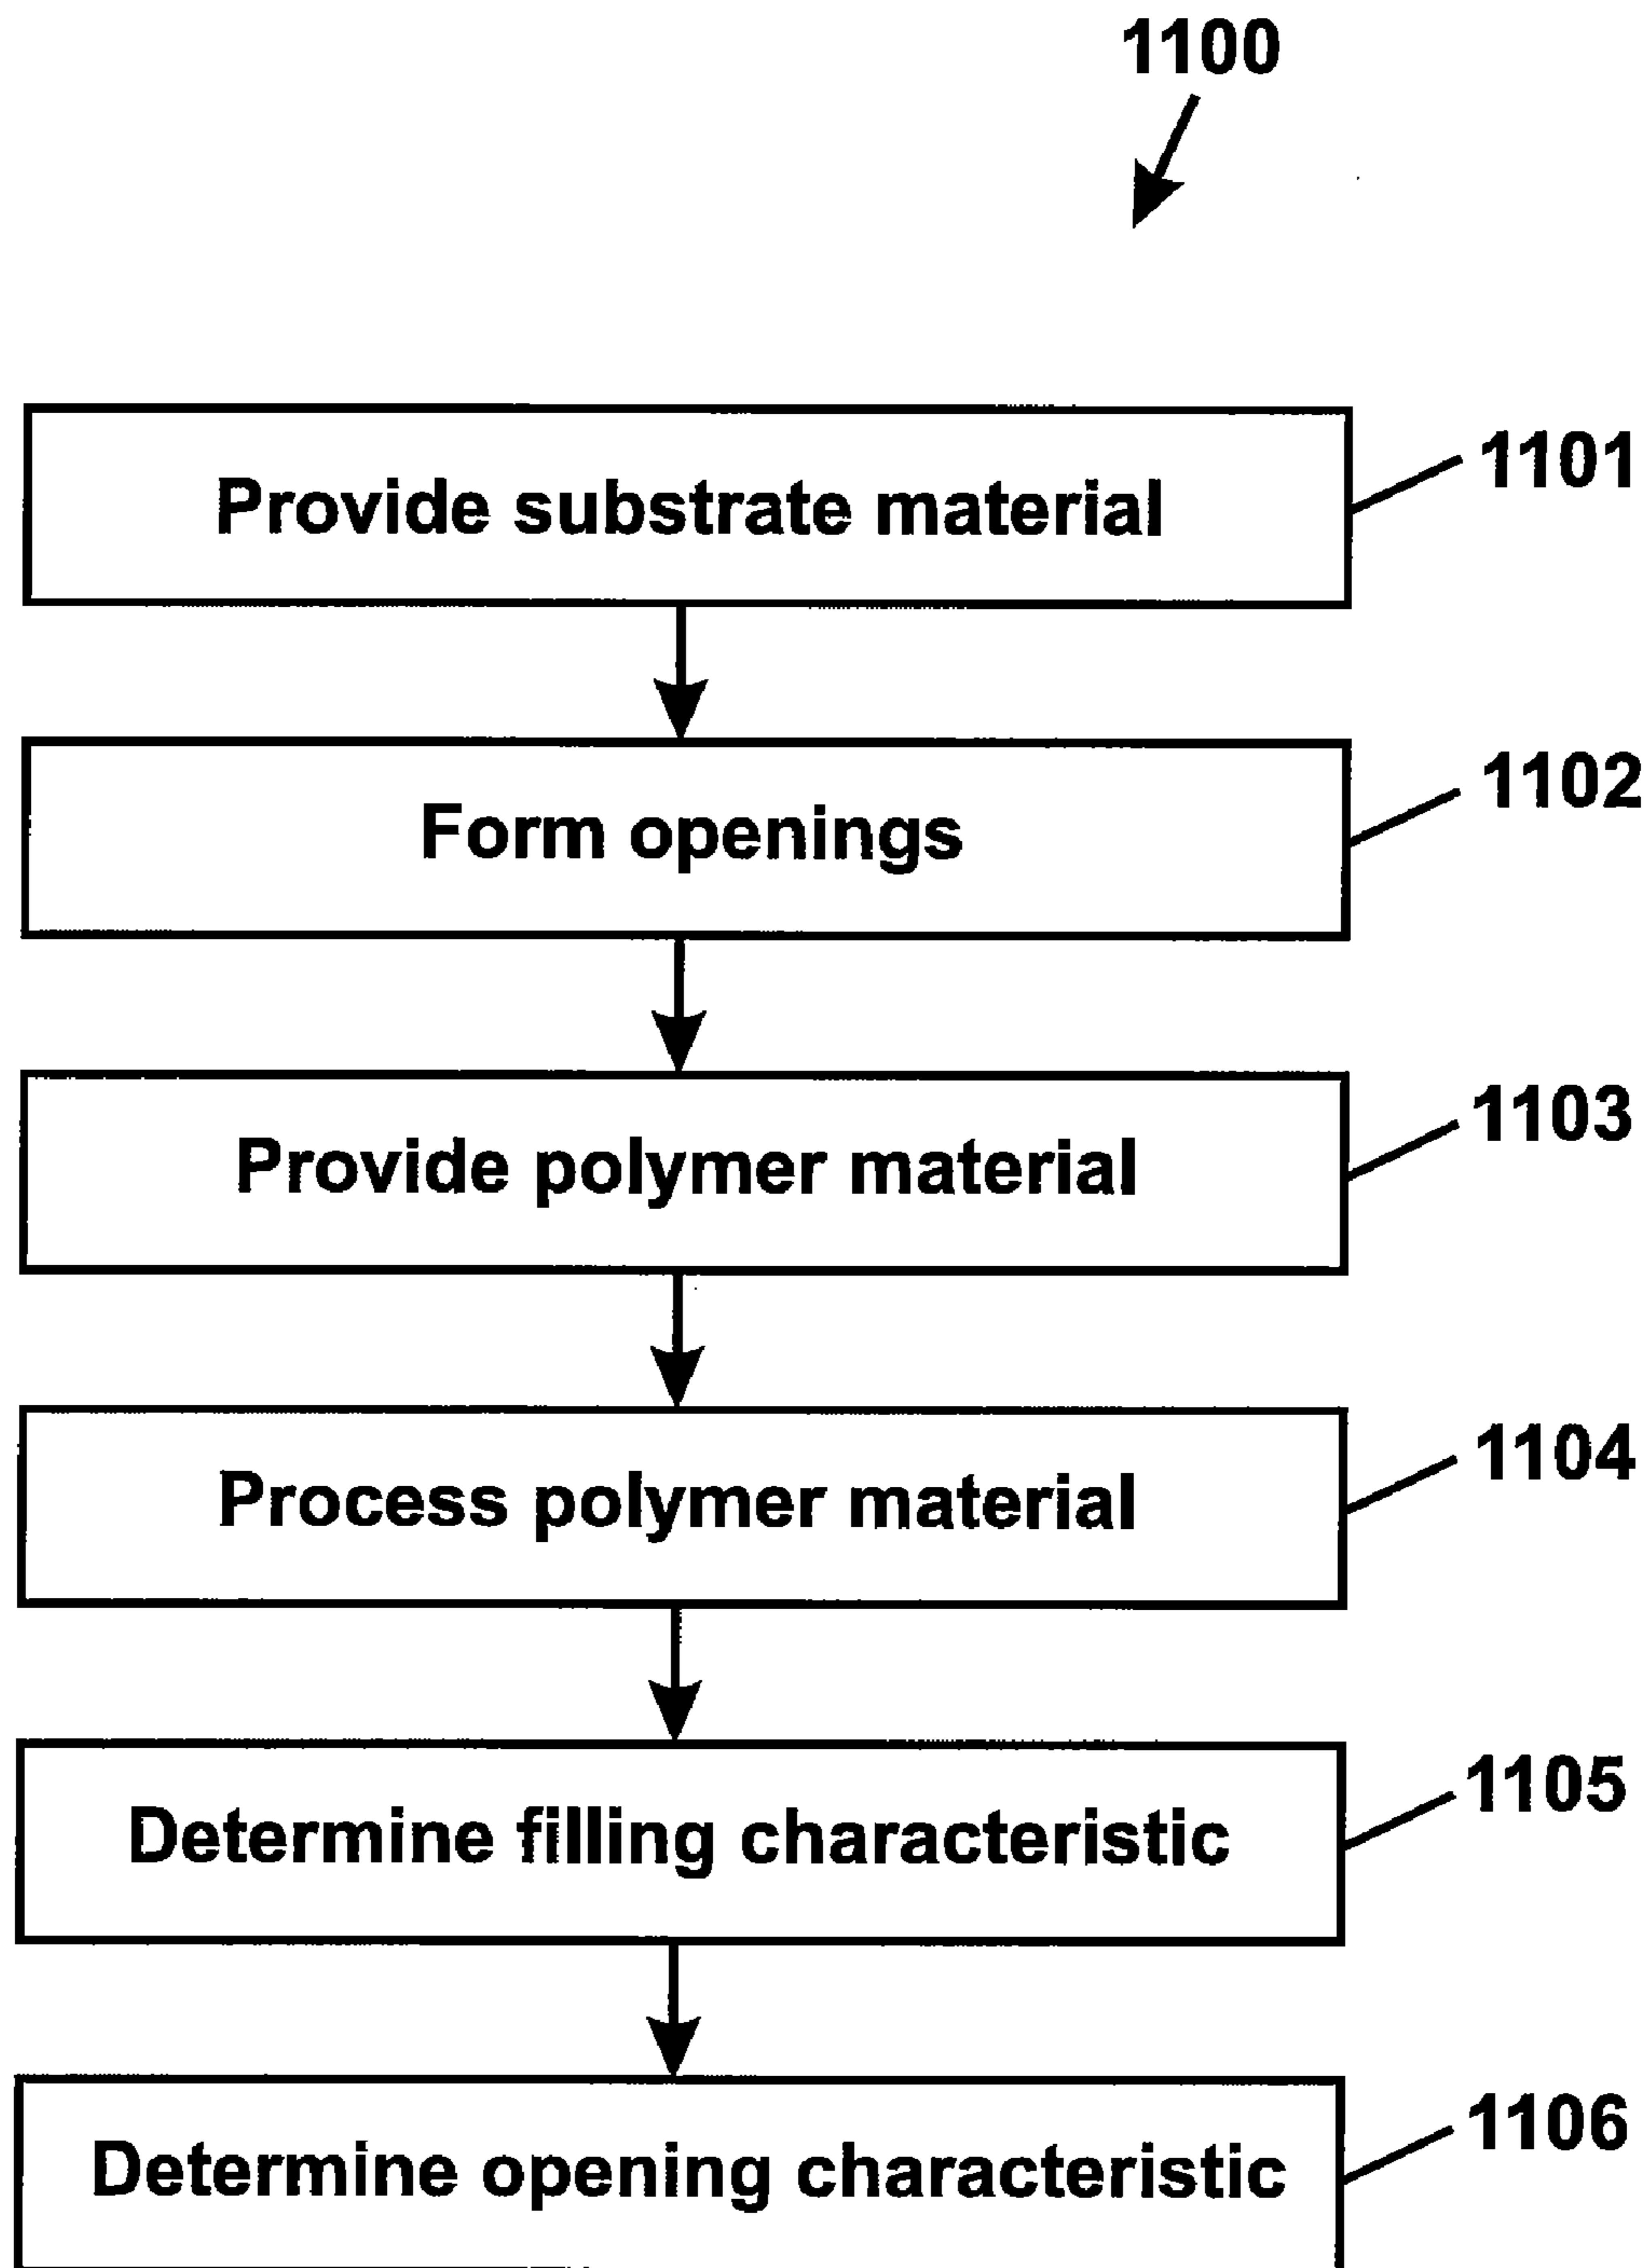 1100
Provide substrate material
1101
Form openings
1102
Provide polymer material
1103
Process polymer material
1104
Determine filling characteristic
1105
Determine opening characteristic
1106